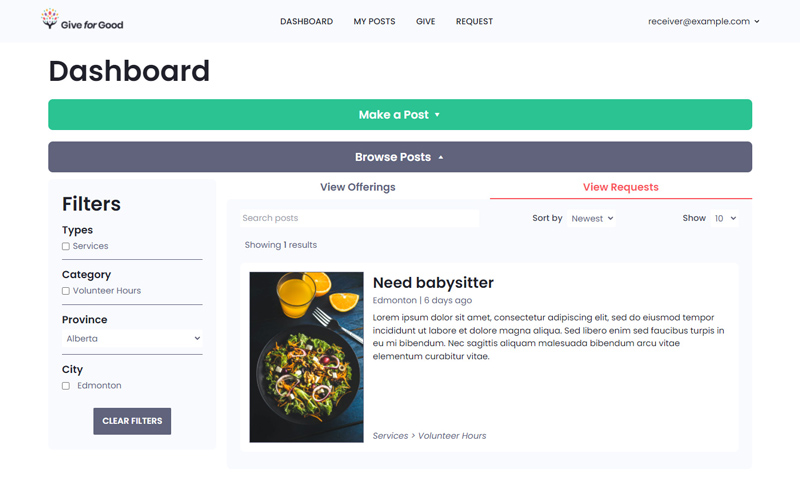 Give for Good
DASHBOARD MY POSTS GIVE REQUEST
receiver@example.com
Dashboard
Make a Post
Browse Posts
Filters
Types
Services
Category
Volunteer Hours
Province
Alberta
City
Edmonton
CLEAR FILTERS
View Offerings
View Requests
Search posts
Sort by Newest
Show 10
Showing 1 results
Need babysitter
Edmonton | 6 days ago
Lorem ipsum dolor sit amet, consectetur adipiscing elit, sed do eiusmod tempor
incididunt ut labore et dolore magna aliqua. Sed libero enim sed faucibus turpis in
eu mi bibendum. Nec sagittis aliquam malesuada bibendum arcu vitae
elementum curabitur vitae.
Services > Volunteer Hours